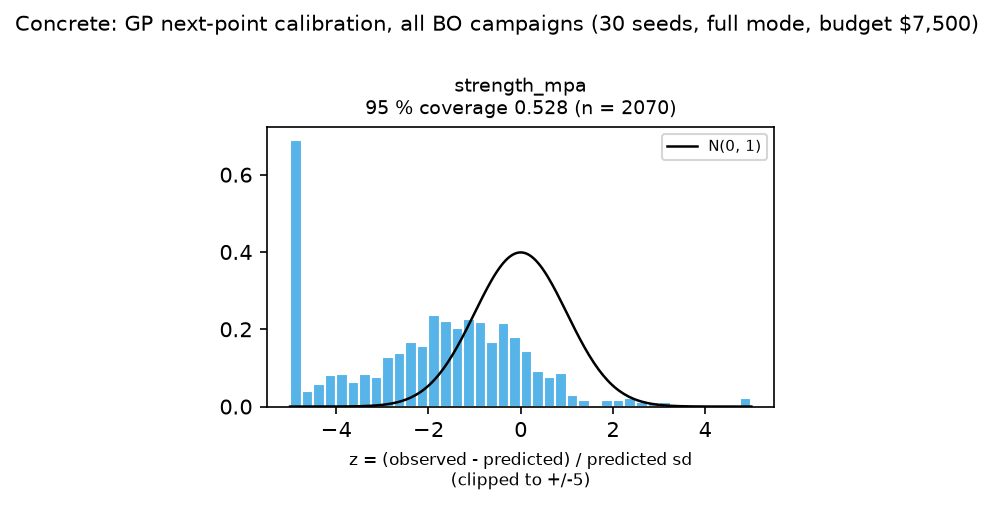 Concrete: GP next-point calibration, all BO campaigns (30 seeds, full mode, budget $7,500)
strength_mpa
95 % coverage 0.528 (n = 2070)
N(0, 1)
0.6
0.4
0.2
0.0
−4
−2
0
2
4
z = (observed - predicted) / predicted sd
(clipped to +/-5)